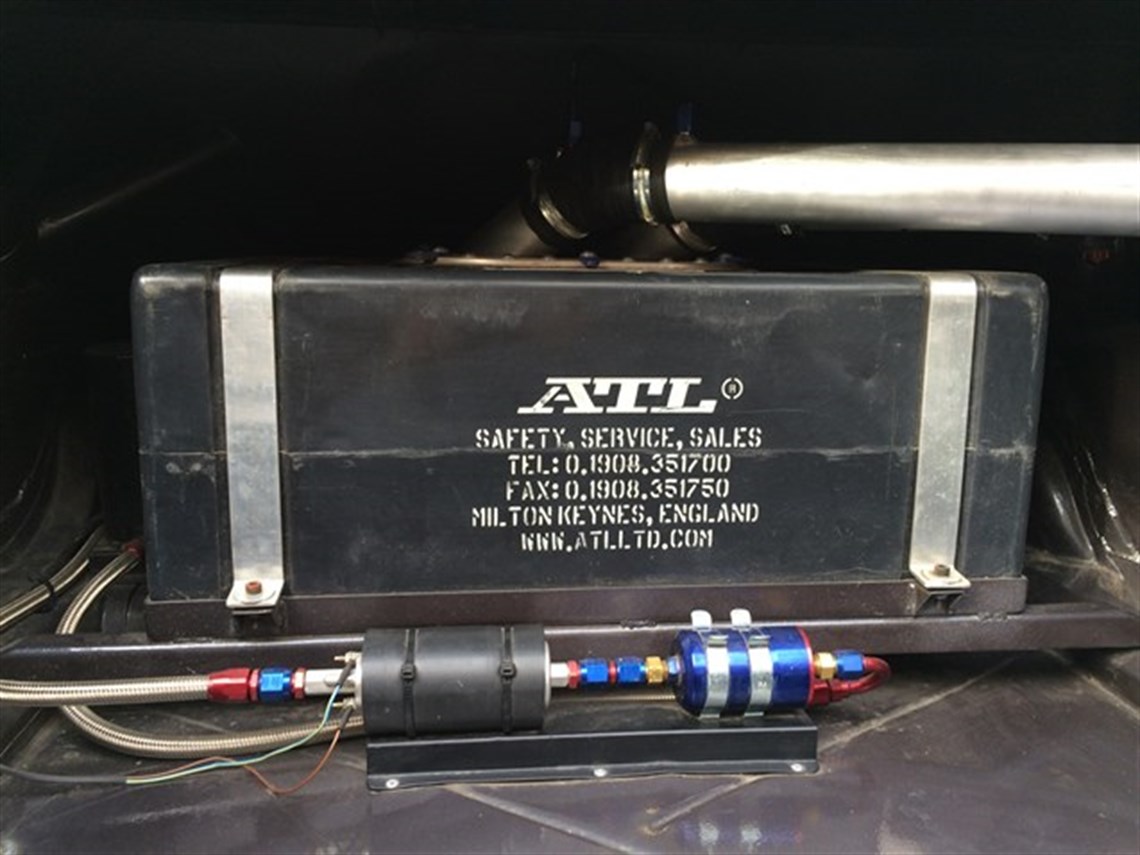 ATL®
SAFETY, SERVICE, SALES
TEL: 0.1908.351700
FAX: 0.1908.351750
MILTON KEYNES, ENGLAND
WWW.ATLLTD.COM